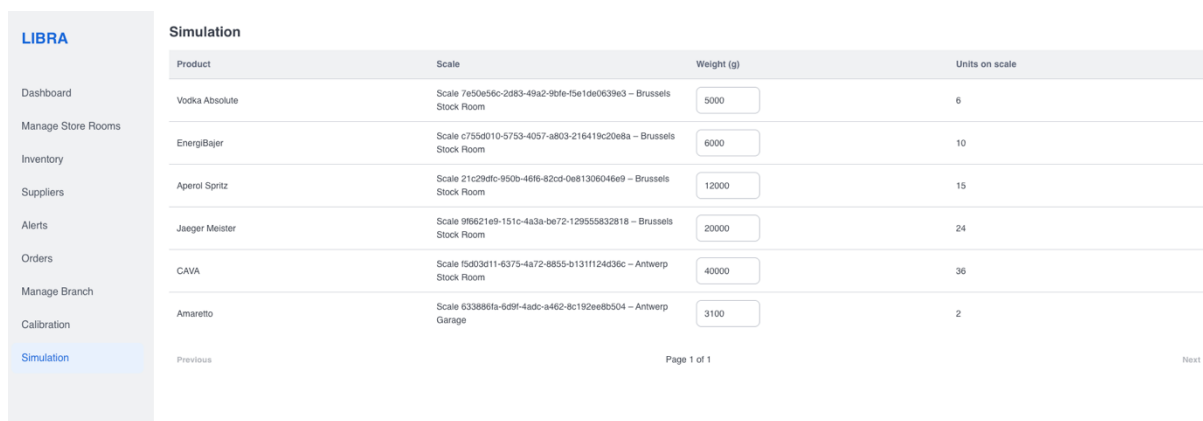 LIBRA
Dashboard
Manage Store Rooms
Inventory
Suppliers
Alerts
Orders
Manage Branch
Calibration
Simulation
Simulation
Product Scale Weight (g) Units on scale
Vodka Absolute Scale 7e50e56c-2d83-49a2-9bfe-f5e1de0639e3 – Brussels Stock Room 5000 6
EnergiBajer Scale c755d010-5753-4057-a803-216419c20e8a – Brussels Stock Room 6000 10
Aperol Spritz Scale 21c29dfc-950b-46f6-82cd-0e81306046e9 – Brussels Stock Room 12000 15
Jaeger Meister Scale 9f6621e9-151c-4a3a-be72-129555832818 – Brussels Stock Room 20000 24
CAVA Scale f5d03d11-6375-4a72-8855-b131f124d36c – Antwerp Stock Room 40000 36
Amaretto Scale 633886fa-6d9f-4adc-a462-8c192ee8b504 – Antwerp Garage 3100 2
Previous Page 1 of 1 Next